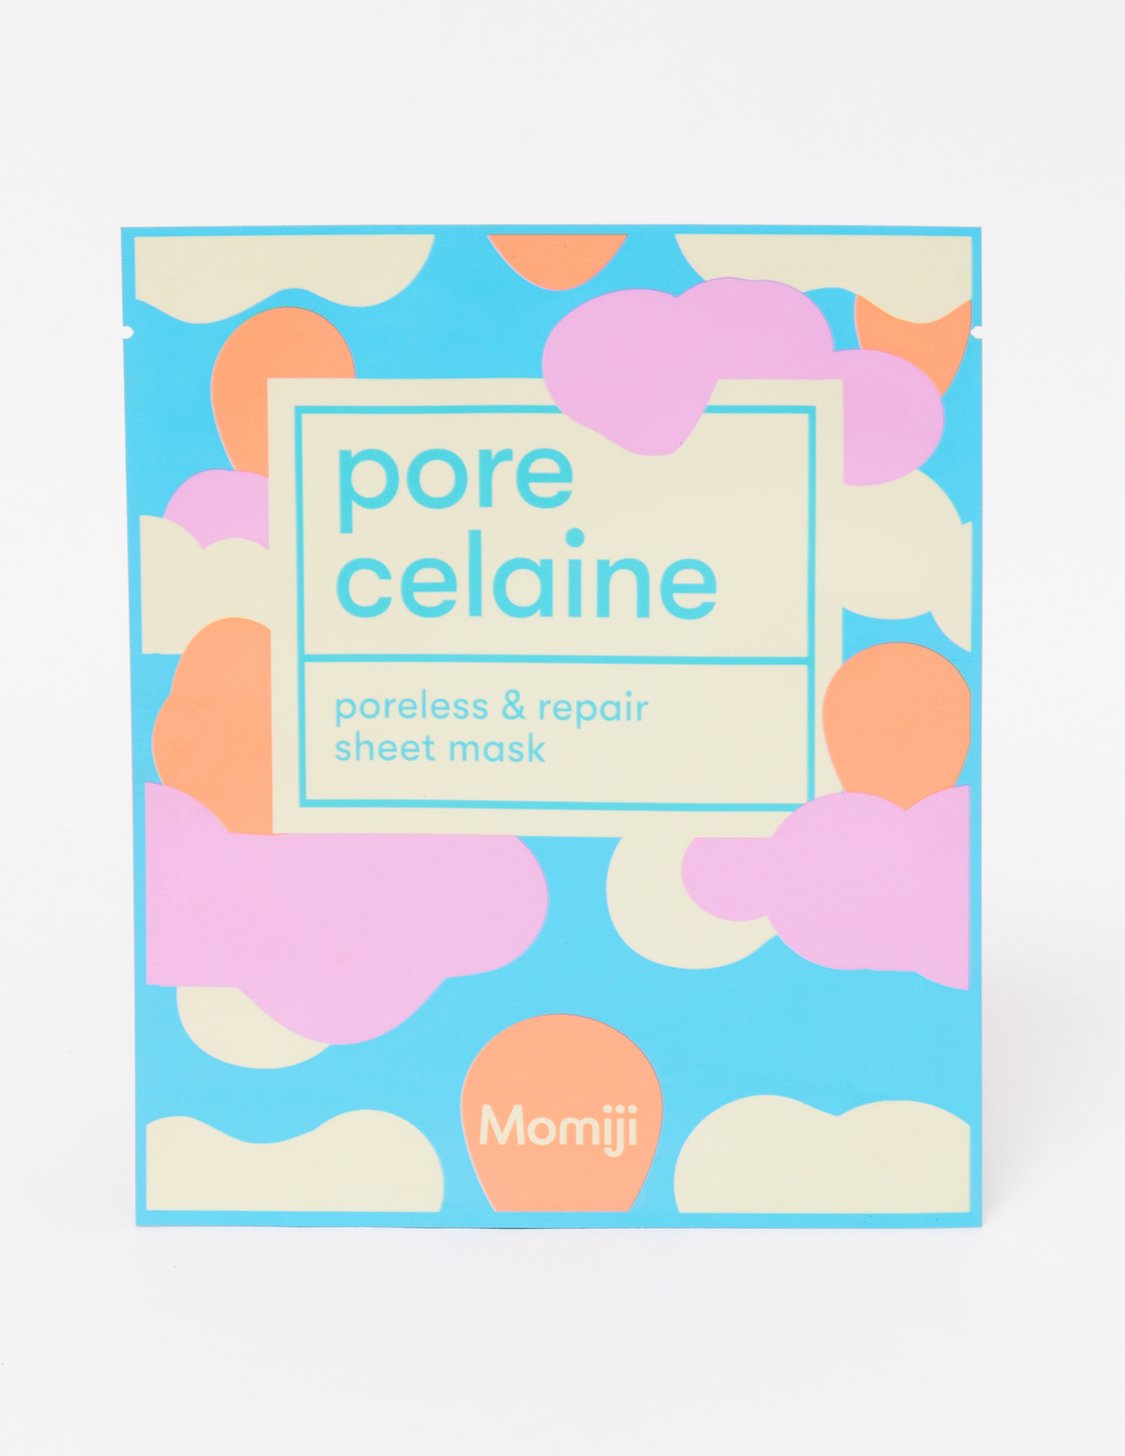 pore
celaine
poreless & repair
sheet mask
Momiji